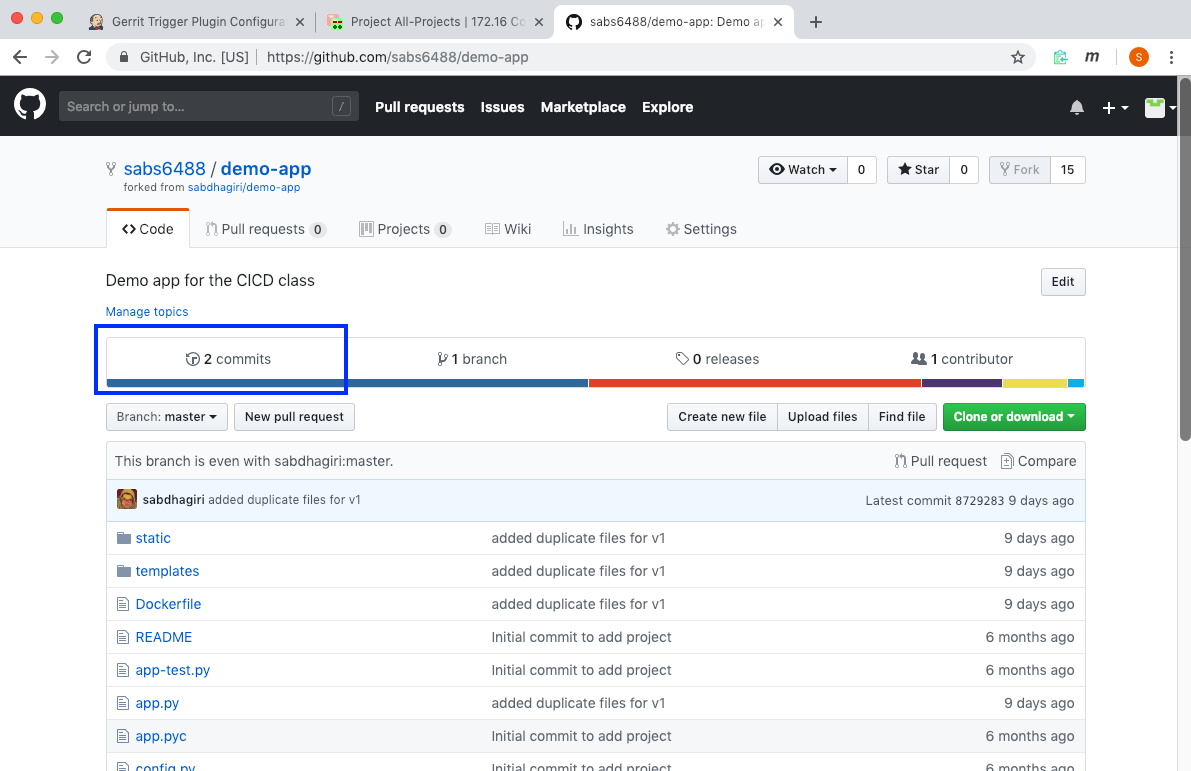 Gerrit Trigger Plugin Configura
Project All-Projects | 172.16 Co
sabs6488/demo-app: Demo ap
GitHub, Inc. [US] https://github.com/sabs6488/demo-app
m
S
Search or jump to... / Pull requests Issues Marketplace Explore
sabs6488 / demo-app
Watch 0 Star 0 Fork 15
forked from sabdhagiri/demo-app
Code Pull requests 0 Projects 0 Wiki Insights Settings
Demo app for the CICD class
Edit
Manage topics
2 commits 1 branch 0 releases 1 contributor
Branch: master New pull request Create new file Upload files Find file Clone or download
This branch is even with sabdhagiri:master. Pull request Compare
sabdhagiri added duplicate files for v1 Latest commit 8729283 9 days ago
static added duplicate files for v1 9 days ago
templates added duplicate files for v1 9 days ago
Dockerfile added duplicate files for v1 9 days ago
README Initial commit to add project 6 months ago
app-test.py Initial commit to add project 6 months ago
app.py added duplicate files for v1 9 days ago
app.pyc Initial commit to add project 6 months ago
config.py Initial commit to add project 6 months ago